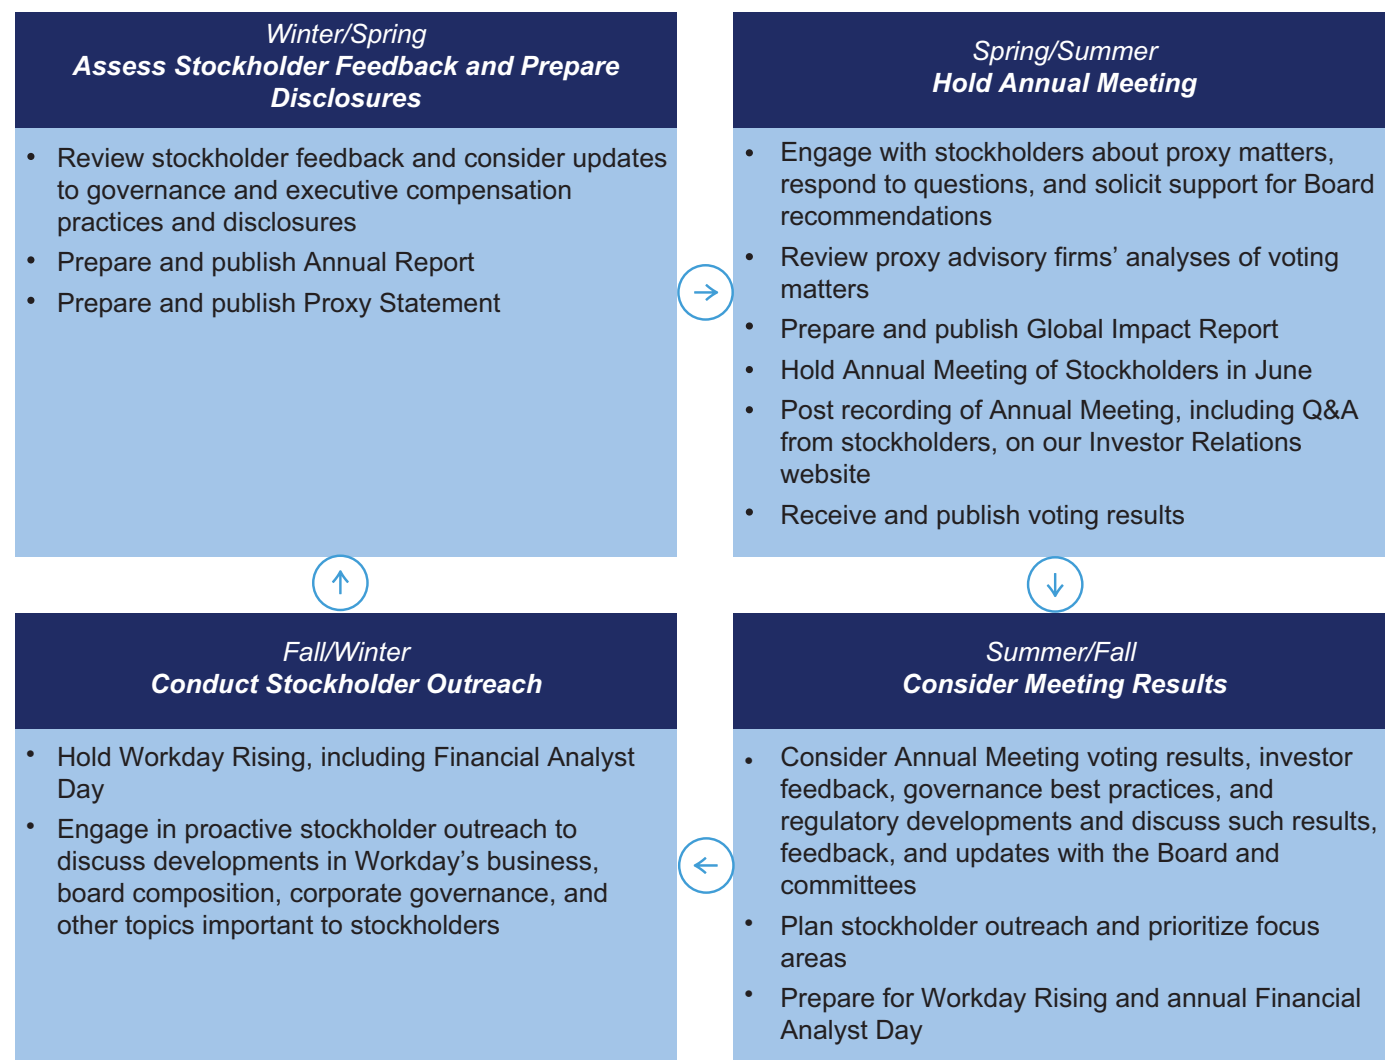 Winter/Spring
Assess Stockholder Feedback and Prepare
Disclosures
• Review stockholder feedback and consider updates
to governance and executive compensation
practices and disclosures
• Prepare and publish Annual Report
• Prepare and publish Proxy Statement
Spring/Summer
Hold Annual Meeting
• Engage with stockholders about proxy matters,
respond to questions, and solicit support for Board
recommendations
• Review proxy advisory firms’ analyses of voting
matters
• Prepare and publish Global Impact Report
• Hold Annual Meeting of Stockholders in June
• Post recording of Annual Meeting, including Q&A
from stockholders, on our Investor Relations
website
• Receive and publish voting results
Fall/Winter
Conduct Stockholder Outreach
• Hold Workday Rising, including Financial Analyst
Day
• Engage in proactive stockholder outreach to
discuss developments in Workday’s business,
board composition, corporate governance, and
other topics important to stockholders
Summer/Fall
Consider Meeting Results
• Consider Annual Meeting voting results, investor
feedback, governance best practices, and
regulatory developments and discuss such results,
feedback, and updates with the Board and
committees
• Plan stockholder outreach and prioritize focus
areas
• Prepare for Workday Rising and annual Financial
Analyst Day